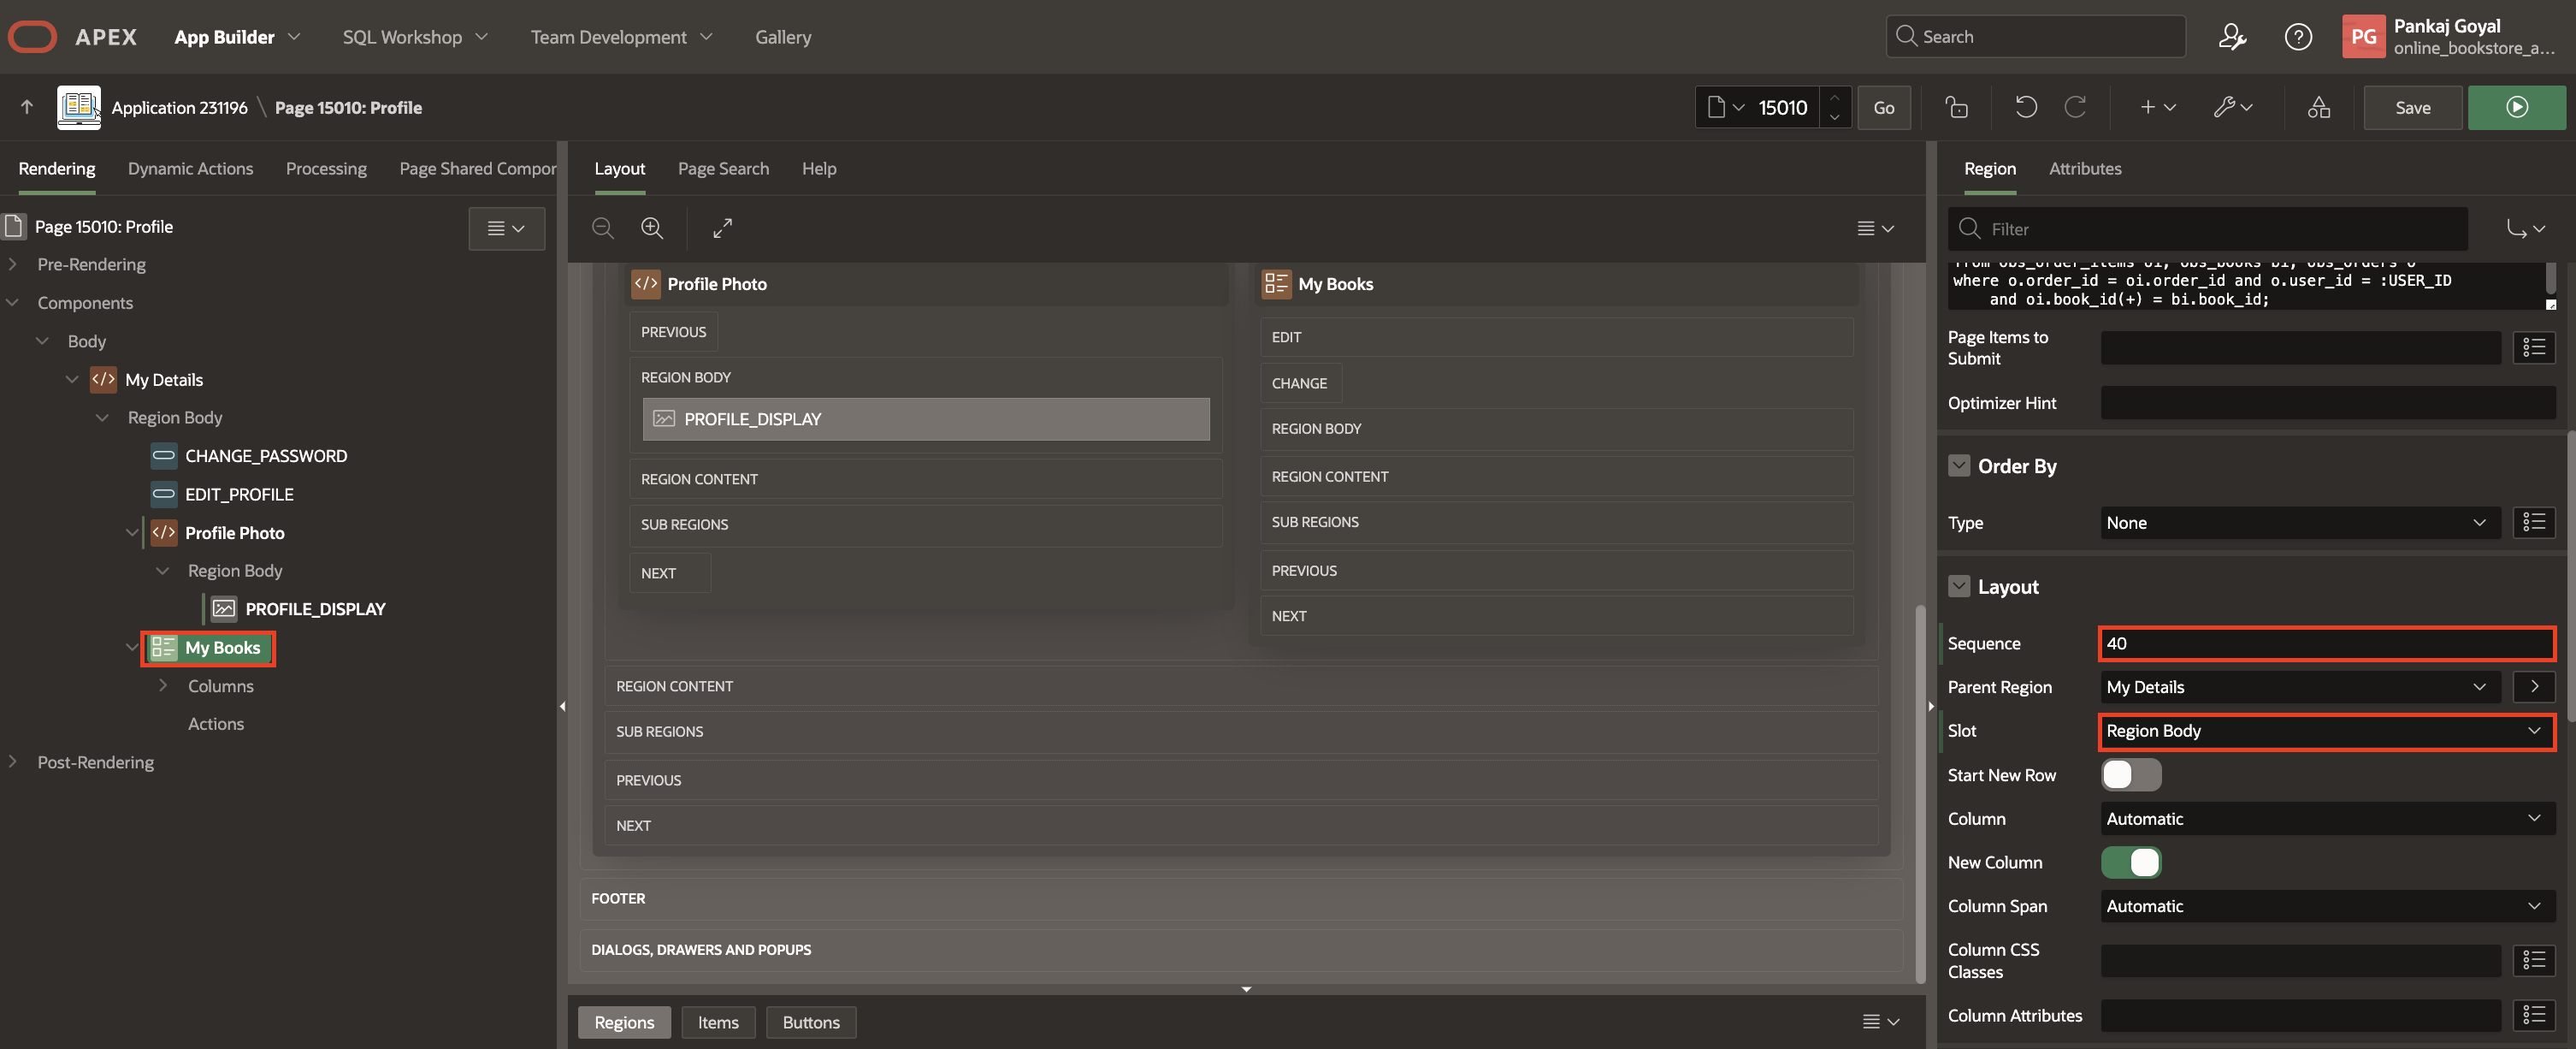 APEX
App Builder
SQL Workshop
Team Development
Gallery
Search
PG
Pankaj Goyal
online_bookstore_a...
Application 231196 \ Page 15010: Profile
15010
Go
Save
Rendering
Dynamic Actions
Processing
Page Shared Compor
Page 15010: Profile
Pre-Rendering
Components
Body
My Details
Region Body
CHANGE_PASSWORD
EDIT_PROFILE
Profile Photo
Region Body
PROFILE_DISPLAY
My Books
Columns
Actions
Post-Rendering
Layout
Page Search
Help
Profile Photo
PREVIOUS
REGION BODY
PROFILE_DISPLAY
REGION CONTENT
SUB REGIONS
NEXT
My Books
EDIT
CHANGE
REGION BODY
REGION CONTENT
SUB REGIONS
PREVIOUS
NEXT
REGION CONTENT
SUB REGIONS
PREVIOUS
NEXT
FOOTER
DIALOGS, DRAWERS AND POPUPS
Regions
Items
Buttons
Region
Attributes
Filter
from obs_order_items oi, obs_books bi, obs_orders o
where o.order_id = oi.order_id and o.user_id = :USER_ID
and oi.book_id(+) = bi.book_id;
Page Items to
Submit
Optimizer Hint
Order By
Type
None
Layout
Sequence
40
Parent Region
My Details
Slot
Region Body
Start New Row
Column
Automatic
New Column
Column Span
Automatic
Column CSS
Classes
Column Attributes